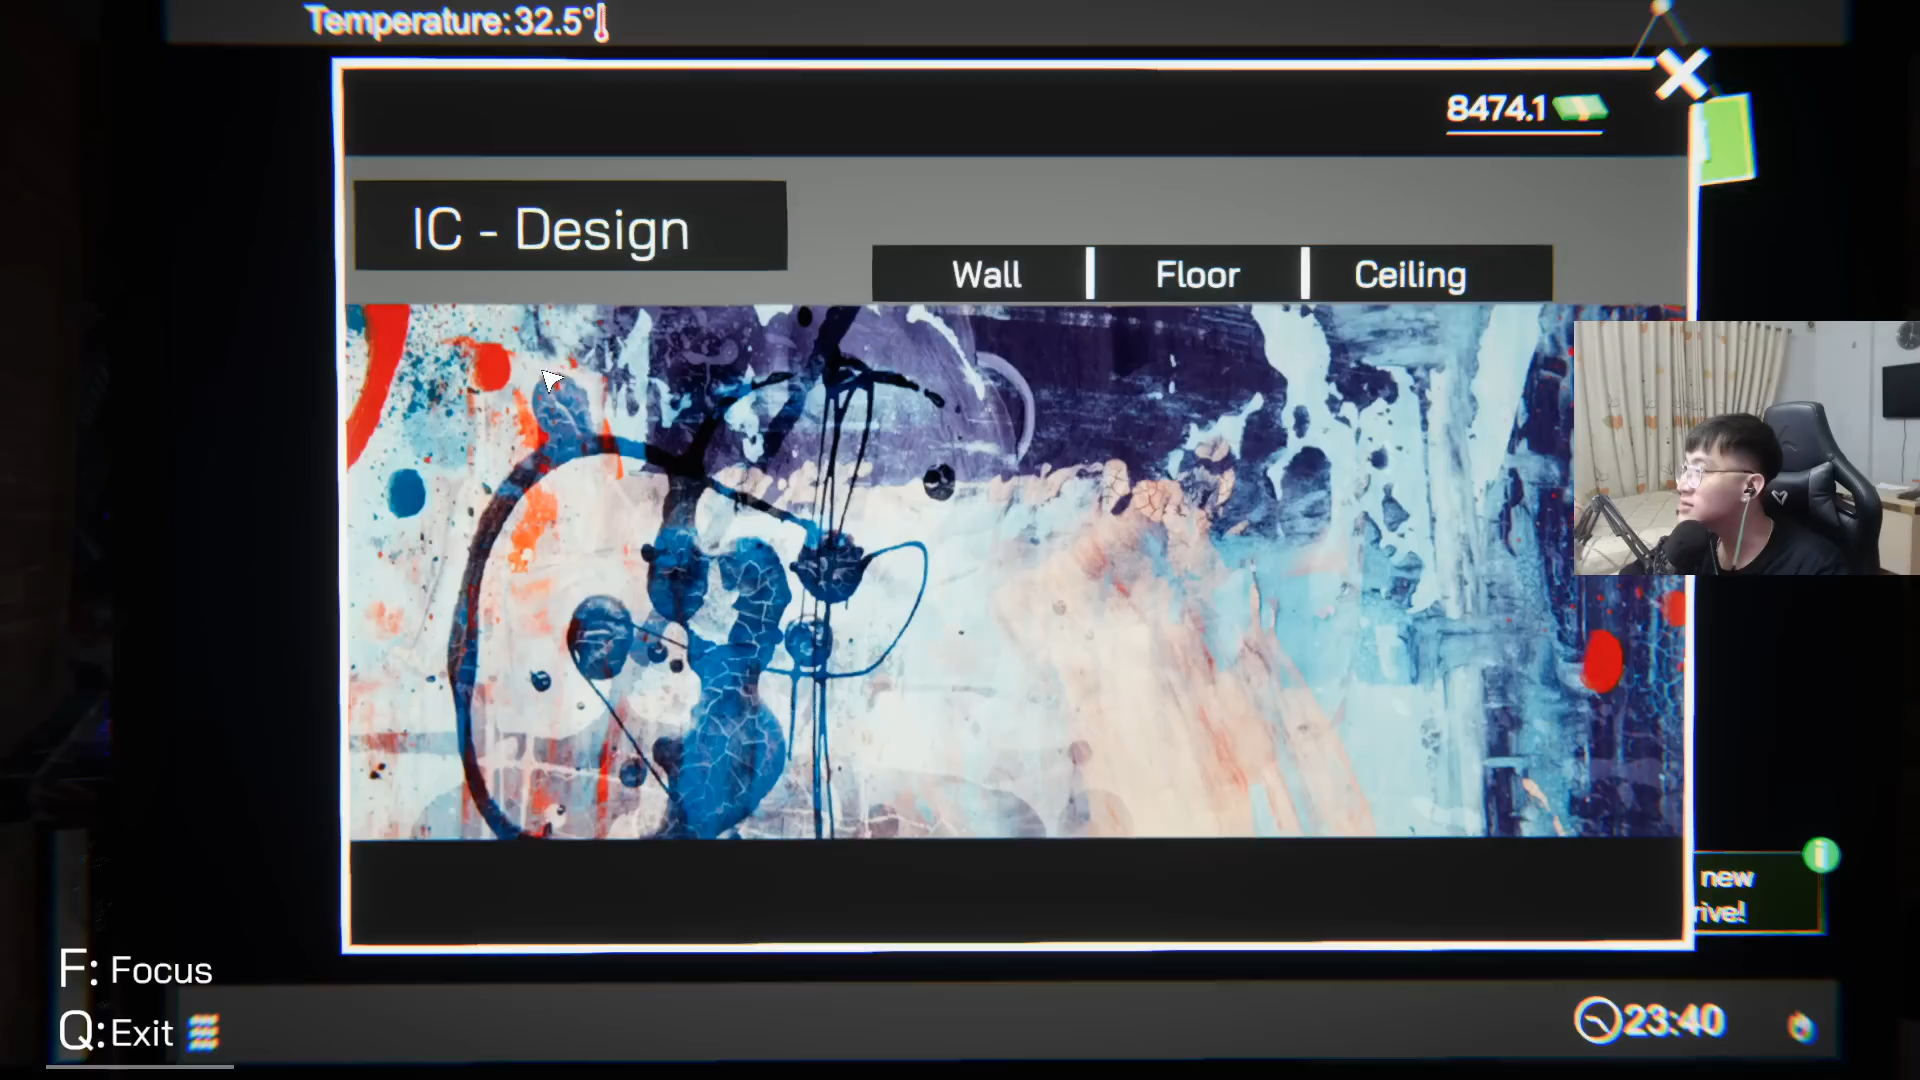 Temperature: 32.5°
8474.1
IC - Design
Wall
Floor
Ceiling
new
rive!
F: Focus
Q: Exit
23:40